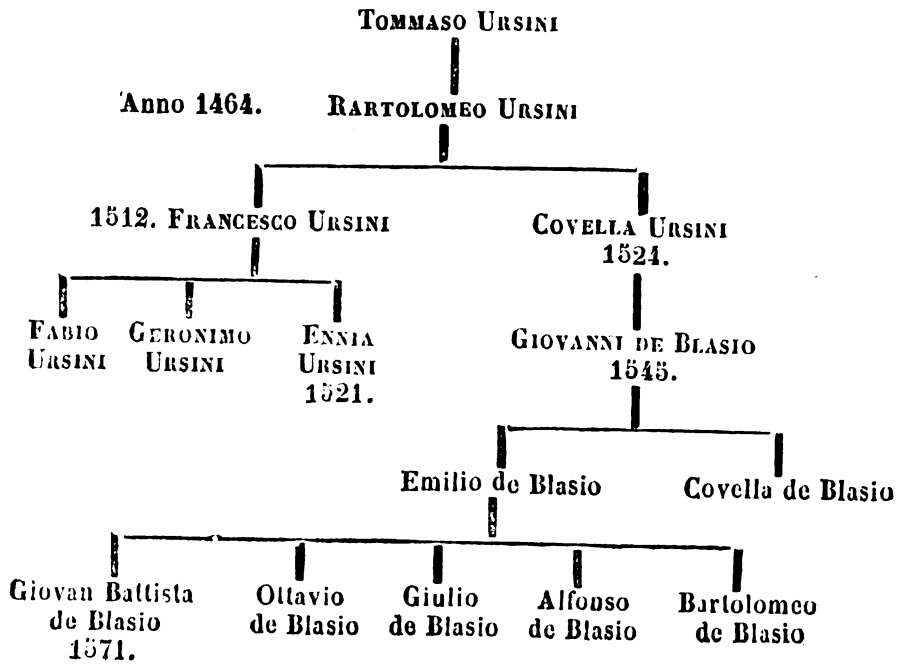 TOMMASO URSINI
Anno 1464. RARTOLOMEO URSINI
1512. FRANCESCO URSINI
COVELLA URSINI
1524.
FABIO
URSINI
GERONIMO
URSINI
ENNIA
URSINI
1521.
GIOVANNI DE BLASIO
1545.
Emilio de Blasio
Covella de Blasio
Giovan Battista
de Blasio
1571.
Ottavio
de Blasio
Giulio
de Blasio
Alfonso
de Blasio
Bartolomeo
de Blasio